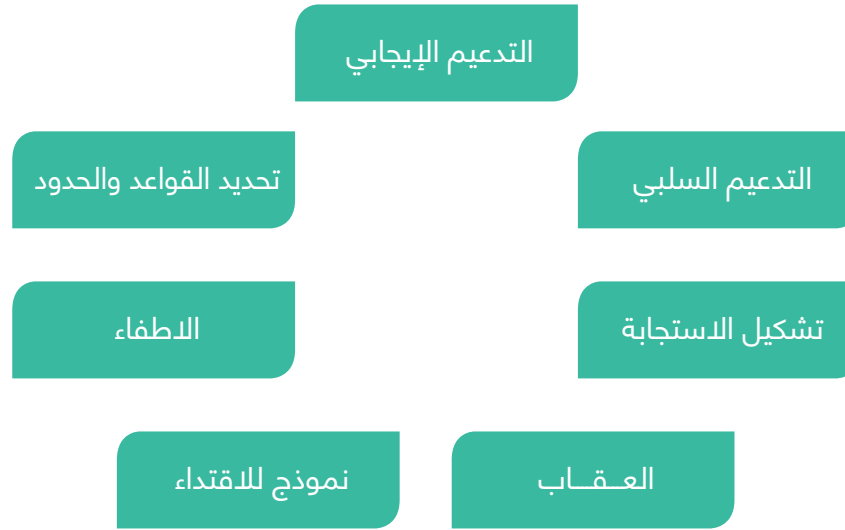 التدعيم الإيجابي
التدعيم السلبي
تحديد القواعد والحدود
تشكيل الاستجابة
الاطفاء
العــقــاب
نموذج للاقتداء